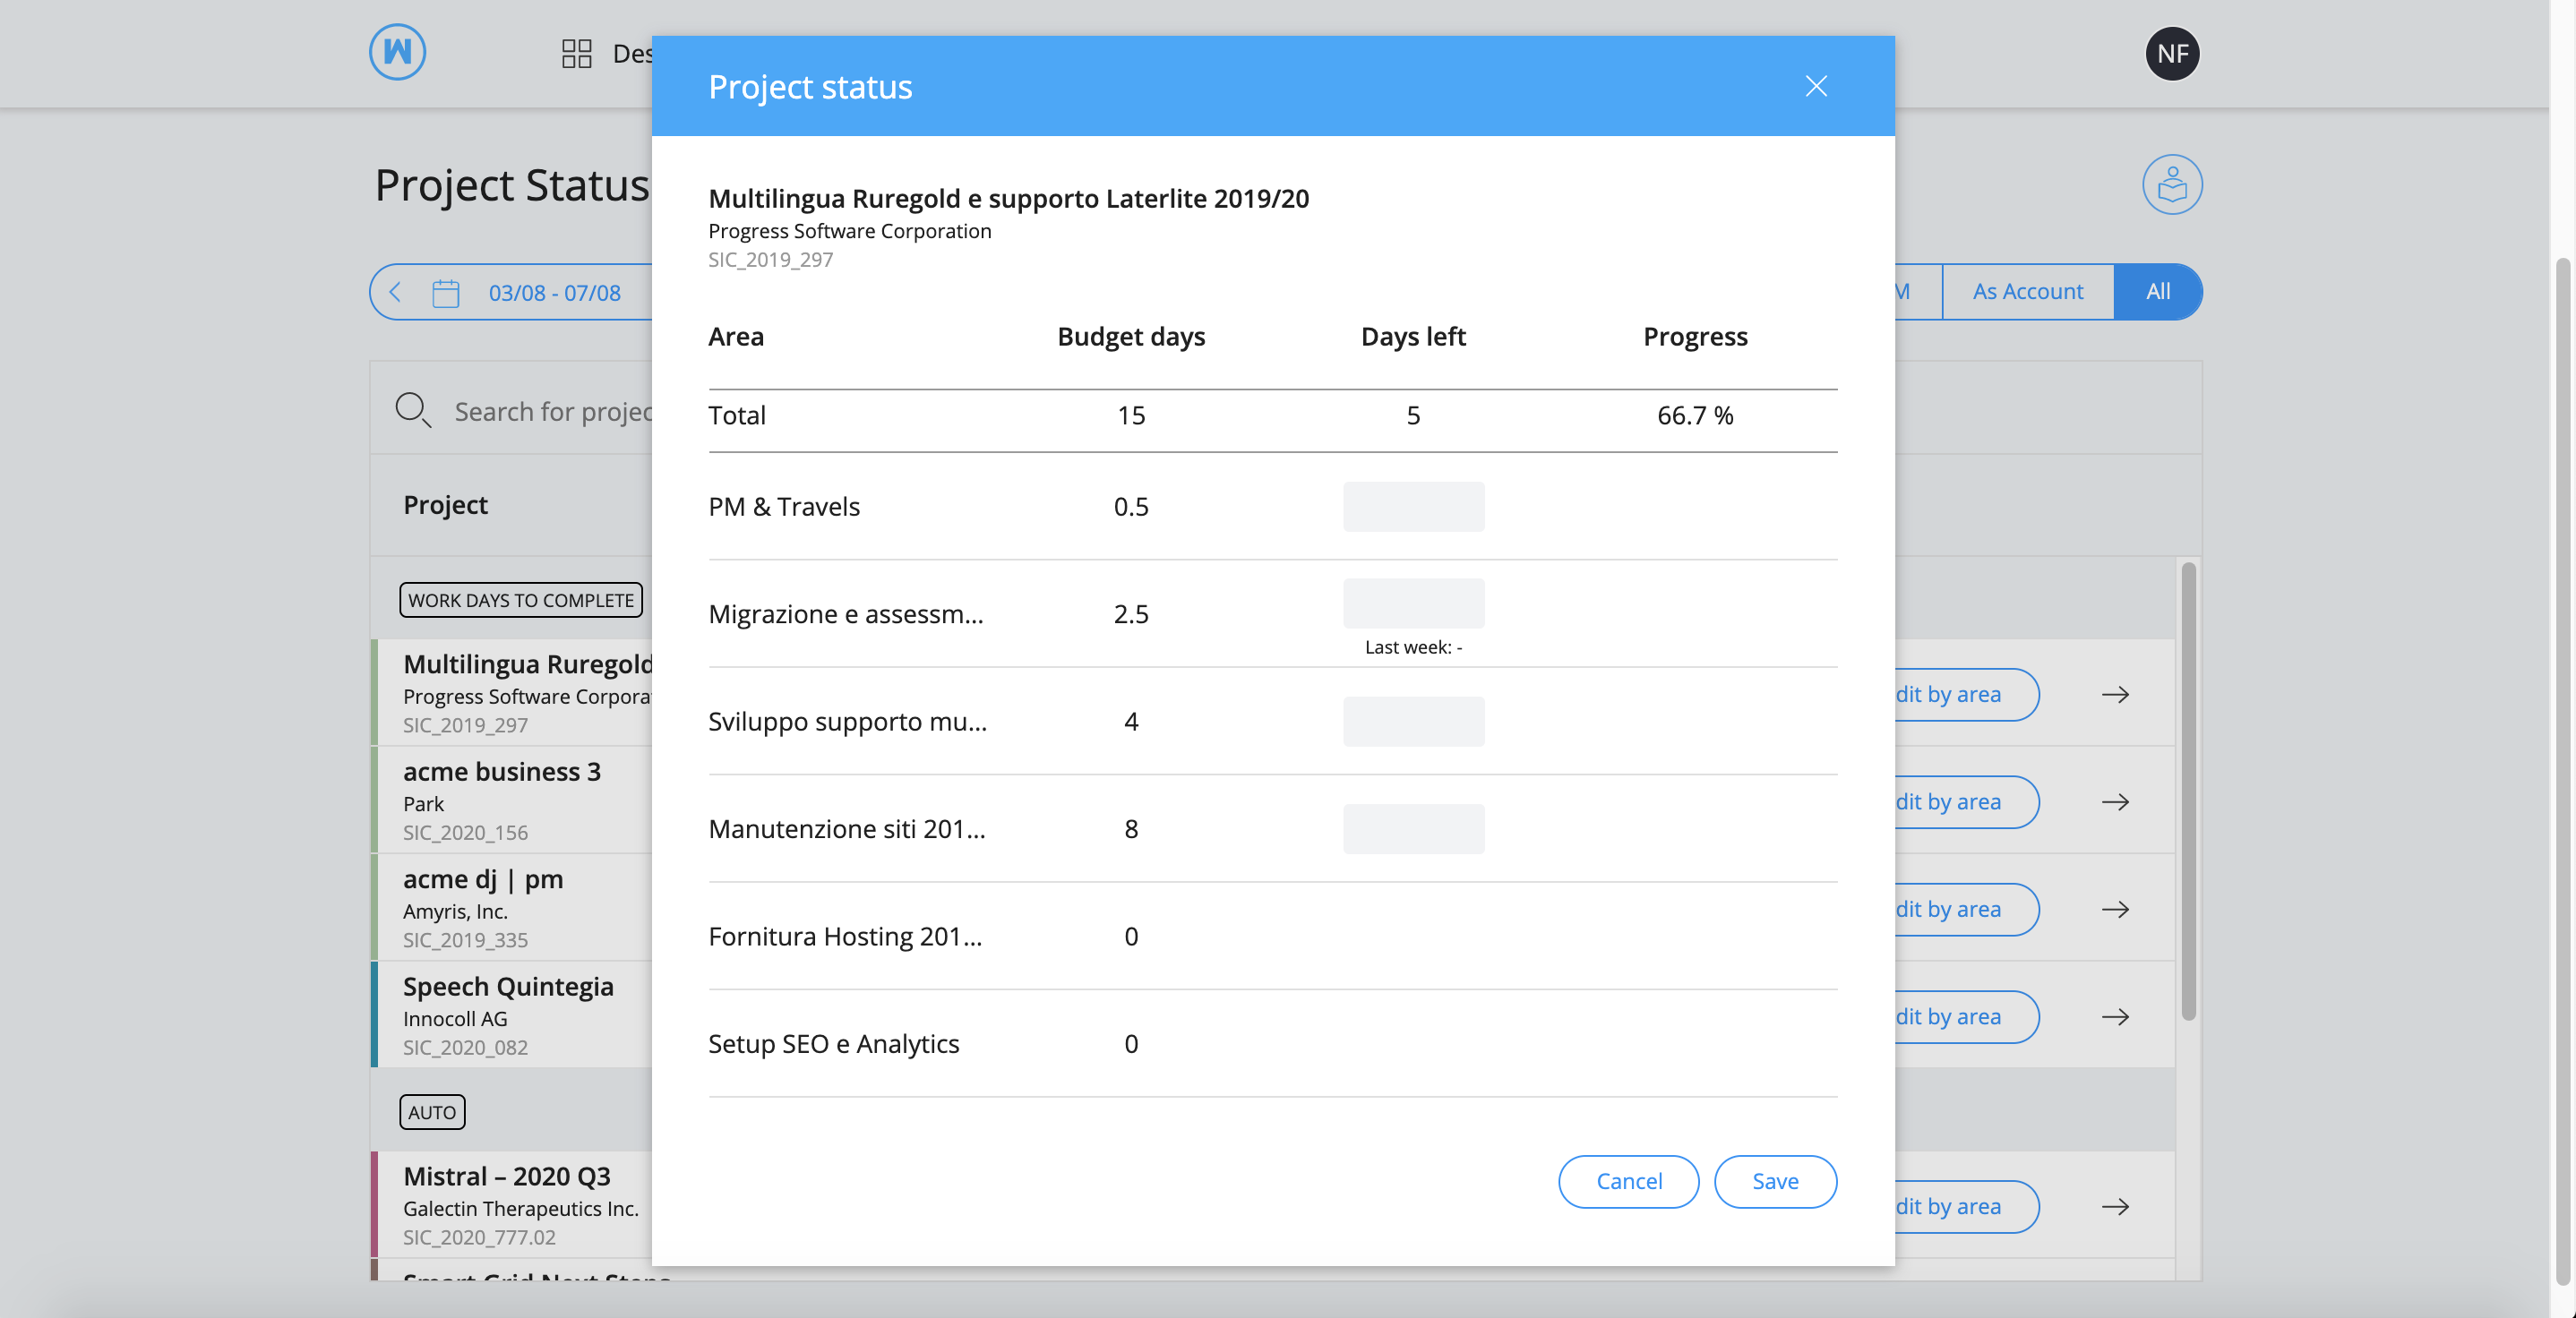 W
Des
NF
Project status
Project Status
Multilingua Ruregold e supporto Laterlite 2019/20
Progress Software Corporation
SIC_2019_297
03/08 - 07/08
M
As Account
All
Area Budget days Days left Progress
Total 15 5 66.7 %
Search for projec
Project
PM & Travels 0.5
WORK DAYS TO COMPLETE
Migrazione e assessm... 2.5
Last week: -
Multilingua Ruregold
Progress Software Corpora
SIC_2019_297
dit by area
Sviluppo supporto mu... 4
acme business 3
Park
SIC_2020_156
dit by area
Manutenzione siti 201... 8
acme dj | pm
Amyris, Inc.
SIC_2019_335
dit by area
Fornitura Hosting 201... 0
Speech Quintegia
Innocoll AG
SIC_2020_082
dit by area
Setup SEO e Analytics 0
AUTO
Mistral – 2020 Q3
Galectin Therapeutics Inc.
SIC_2020_777.02
dit by area
Cancel
Save
Smart Grid Next Steps